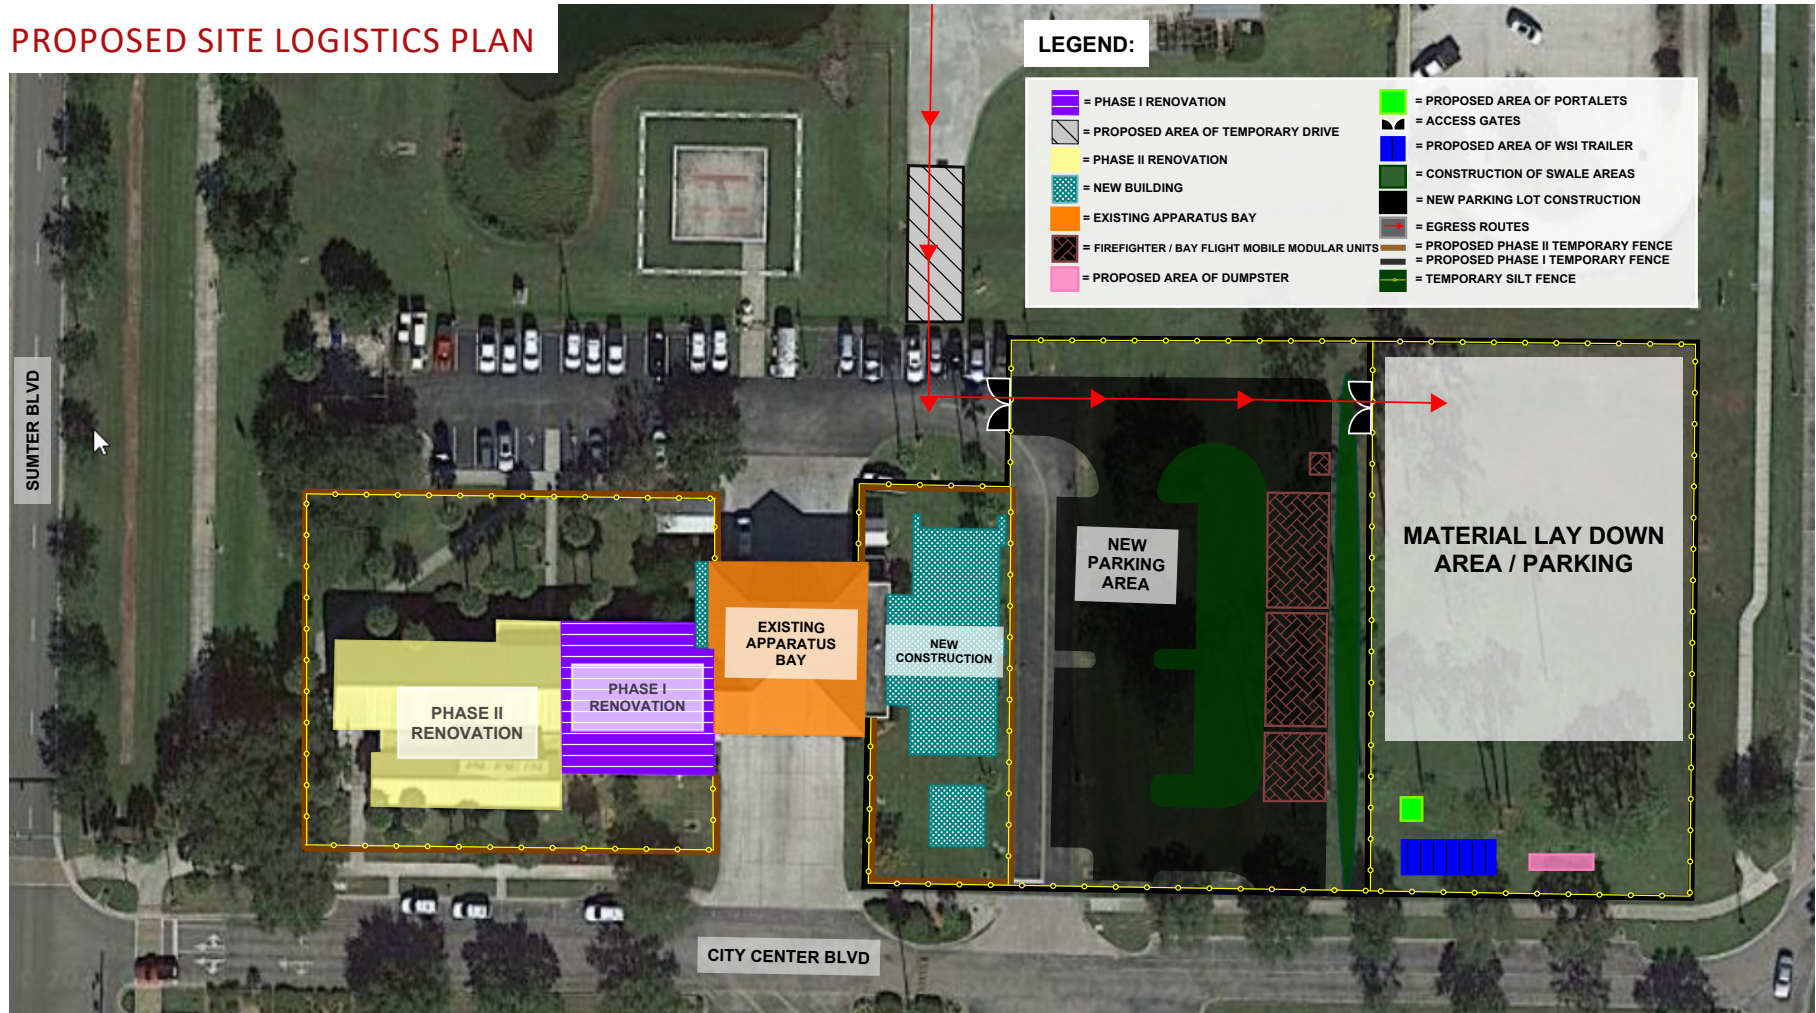 PROPOSED SITE LOGISTICS PLAN
LEGEND:
= PHASE I RENOVATION
= PROPOSED AREA OF TEMPORARY DRIVE
= PHASE II RENOVATION
= NEW BUILDING
= EXISTING APPARATUS BAY
= FIREFIGHTER / BAY FLIGHT MOBILE MODULAR UNITS
= PROPOSED AREA OF DUMPSTER
= PROPOSED AREA OF PORTALETS
= ACCESS GATES
= PROPOSED AREA OF WSI TRAILER
= CONSTRUCTION OF SWALE AREAS
= NEW PARKING LOT CONSTRUCTION
= EGRESS ROUTES
= PROPOSED PHASE II TEMPORARY FENCE
= PROPOSED PHASE I TEMPORARY FENCE
= TEMPORARY SILT FENCE
SUMTER BLVD
MATERIAL LAY DOWN
AREA / PARKING
NEW
PARKING
AREA
EXISTING
APPARATUS
BAY
NEW
CONSTRUCTION
PHASE I
RENOVATION
PHASE II
RENOVATION
CITY CENTER BLVD